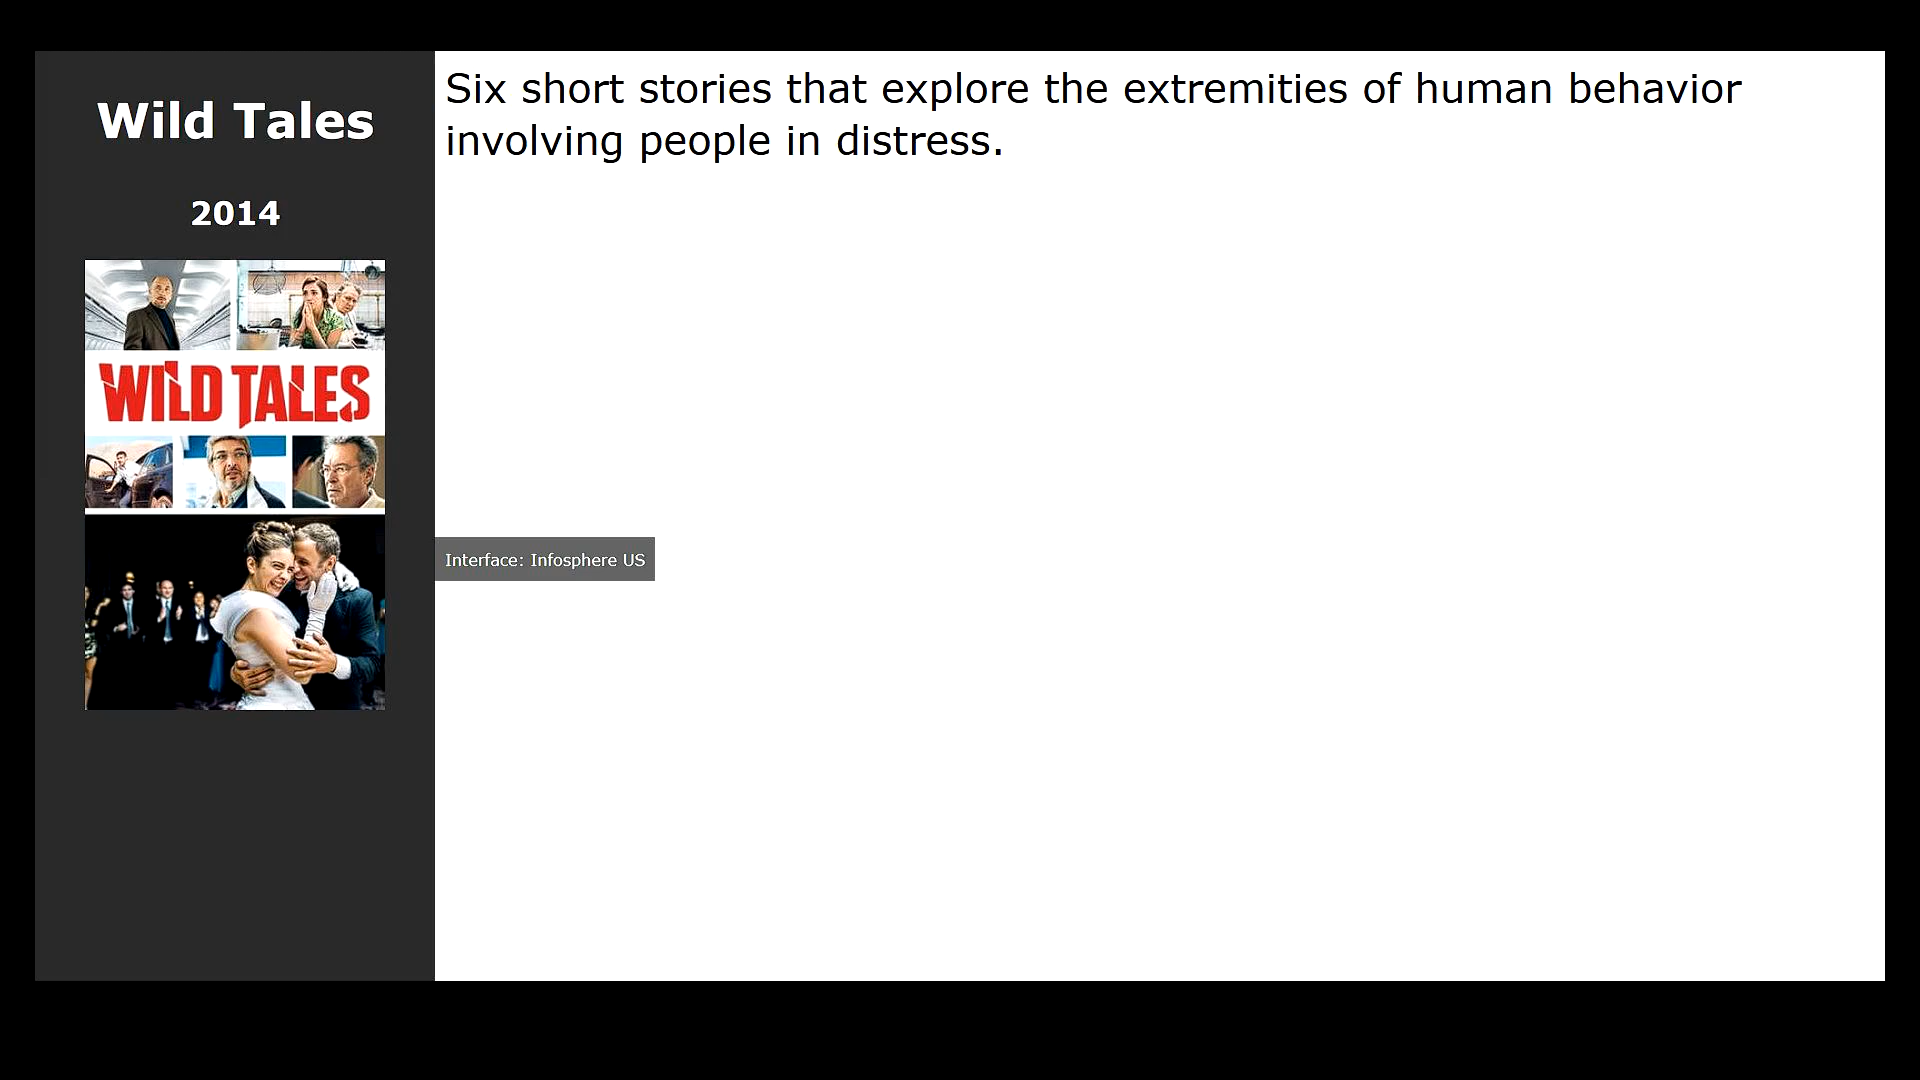 Wild Tales
2014
WILD TALES
Six short stories that explore the extremities of human behavior
involving people in distress.
Interface: Infosphere US